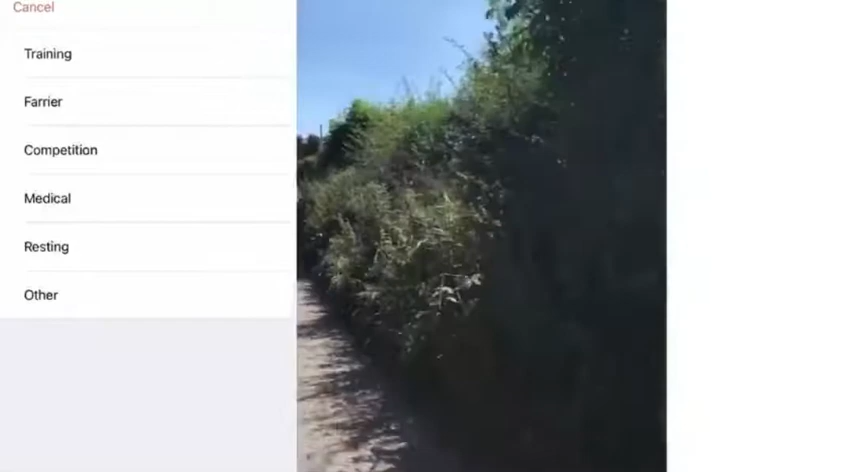 Cancel
Training
Farrier
Competition
Medical
Resting
Other